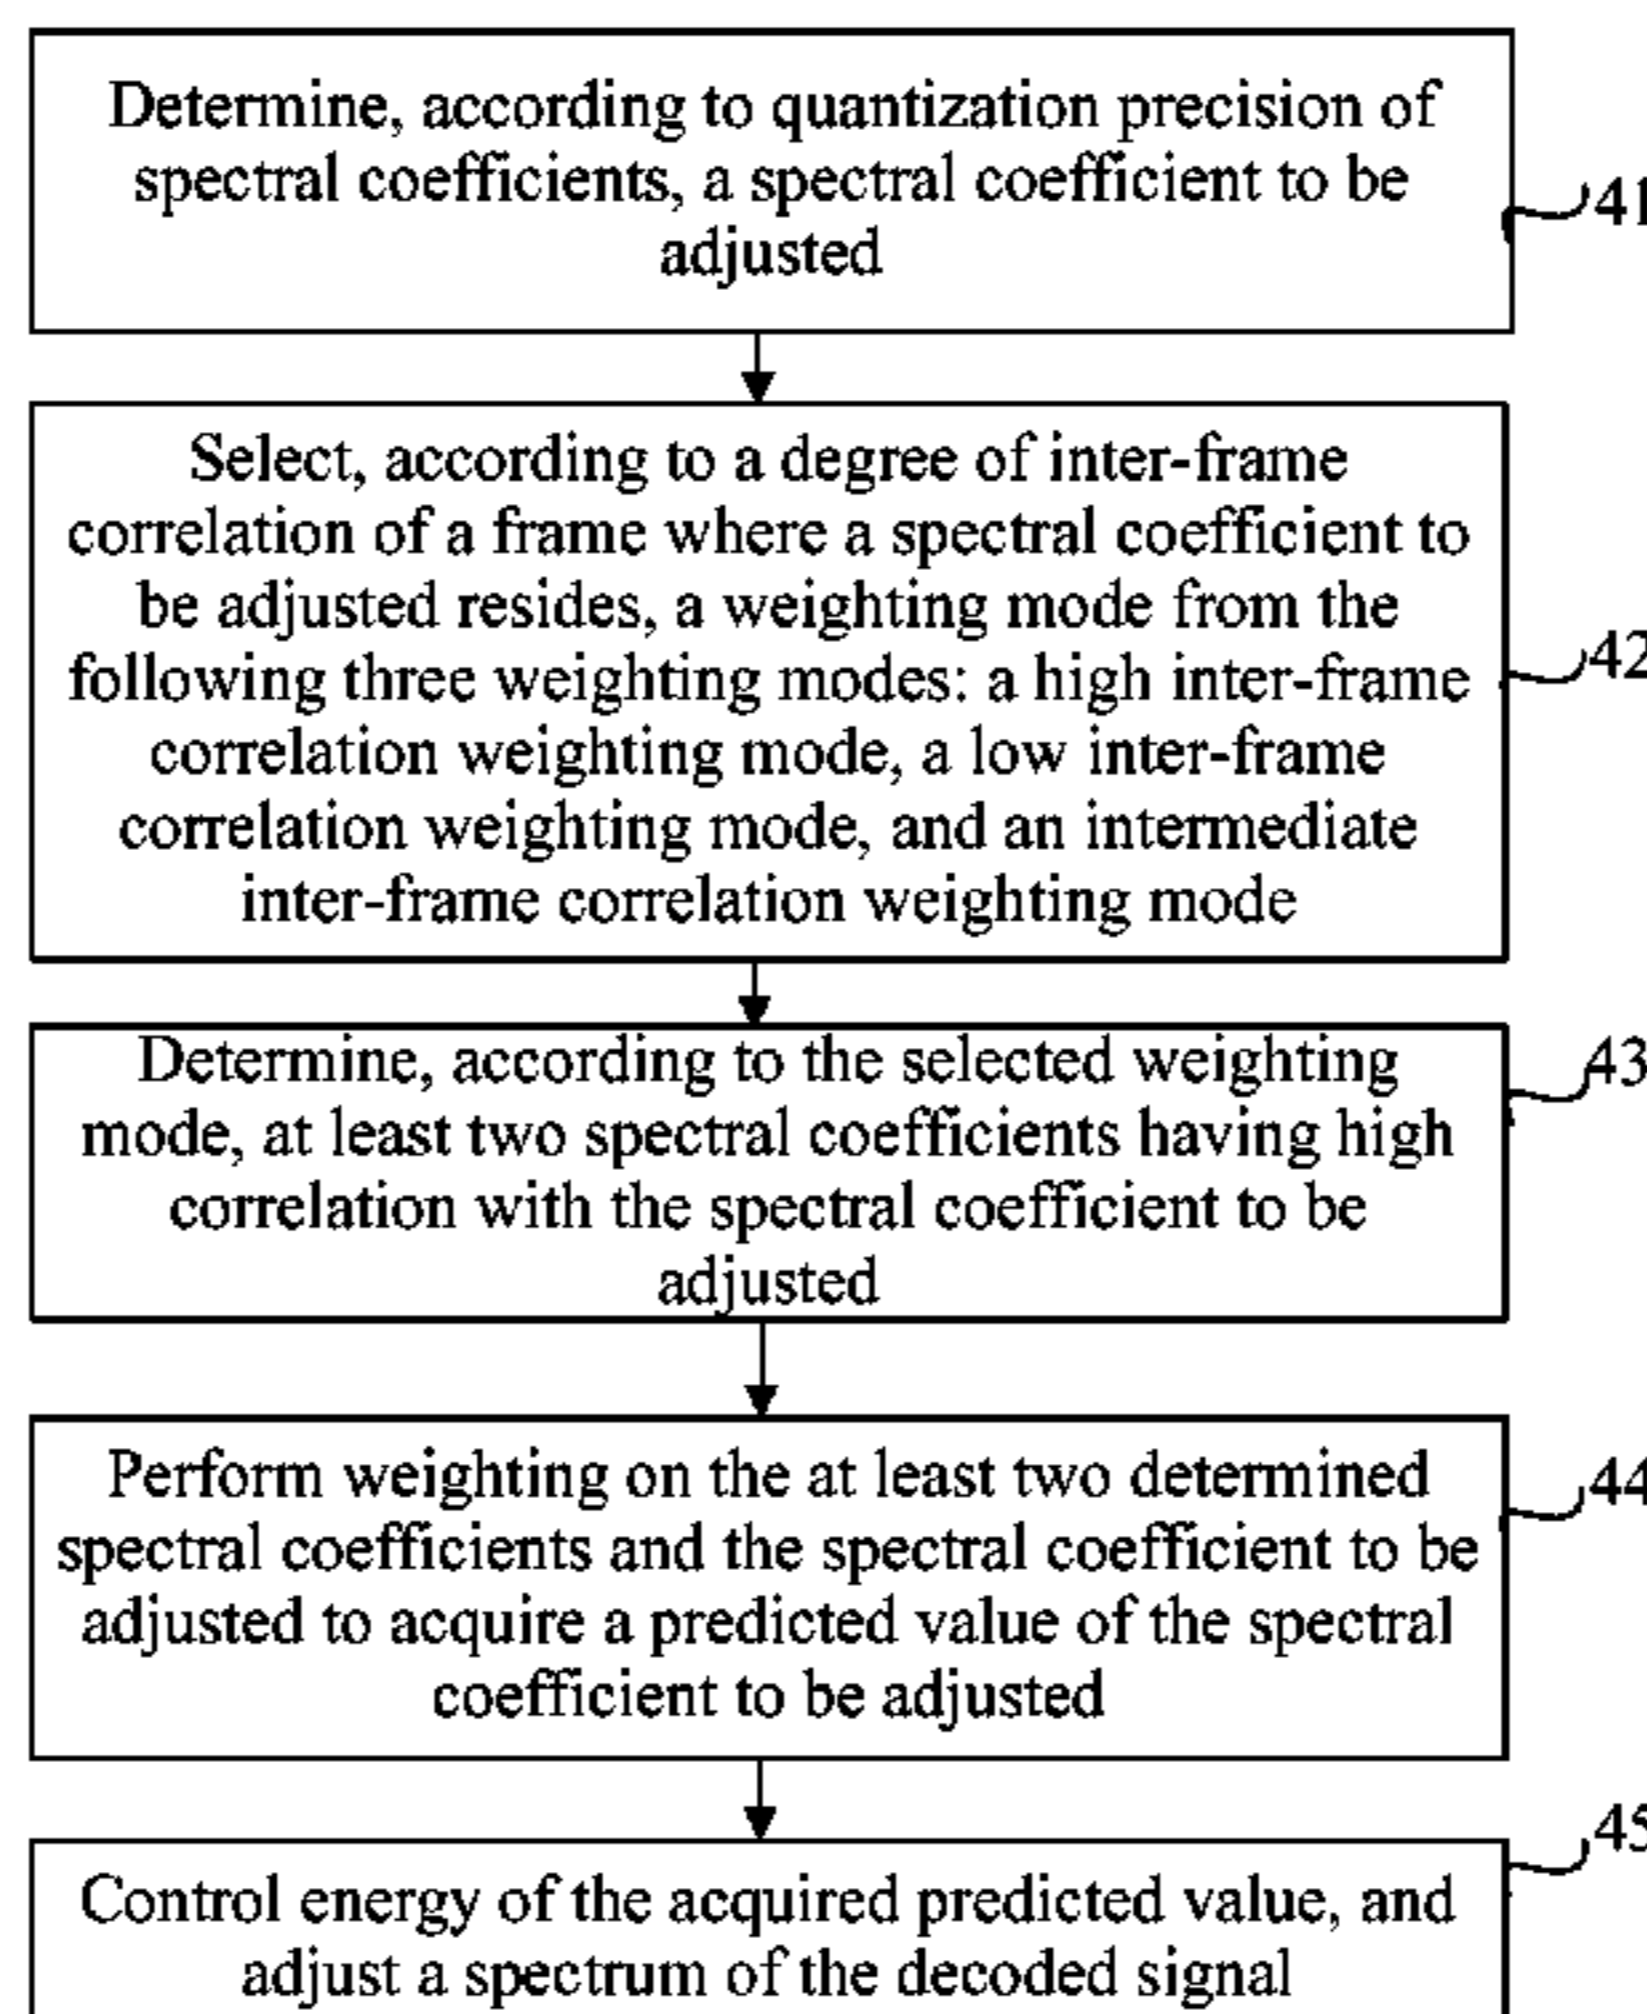 Determine, according to quantization precision of
spectral coefficients, a spectral coefficient to be
adjusted
41
Select, according to a degree of inter-frame
correlation of a frame where a spectral coefficient to
be adjusted resides, a weighting mode from the
following three weighting modes: a high inter-frame
correlation weighting mode, a low inter-frame
correlation weighting mode, and an intermediate
inter-frame correlation weighting mode
42
Determine, according to the selected weighting
mode, at least two spectral coefficients having high
correlation with the spectral coefficient to be
adjusted
43
Perform weighting on the at least two determined
spectral coefficients and the spectral coefficient to be
adjusted to acquire a predicted value of the spectral
coefficient to be adjusted
44
Control energy of the acquired predicted value, and
adjust a spectrum of the decoded signal
45